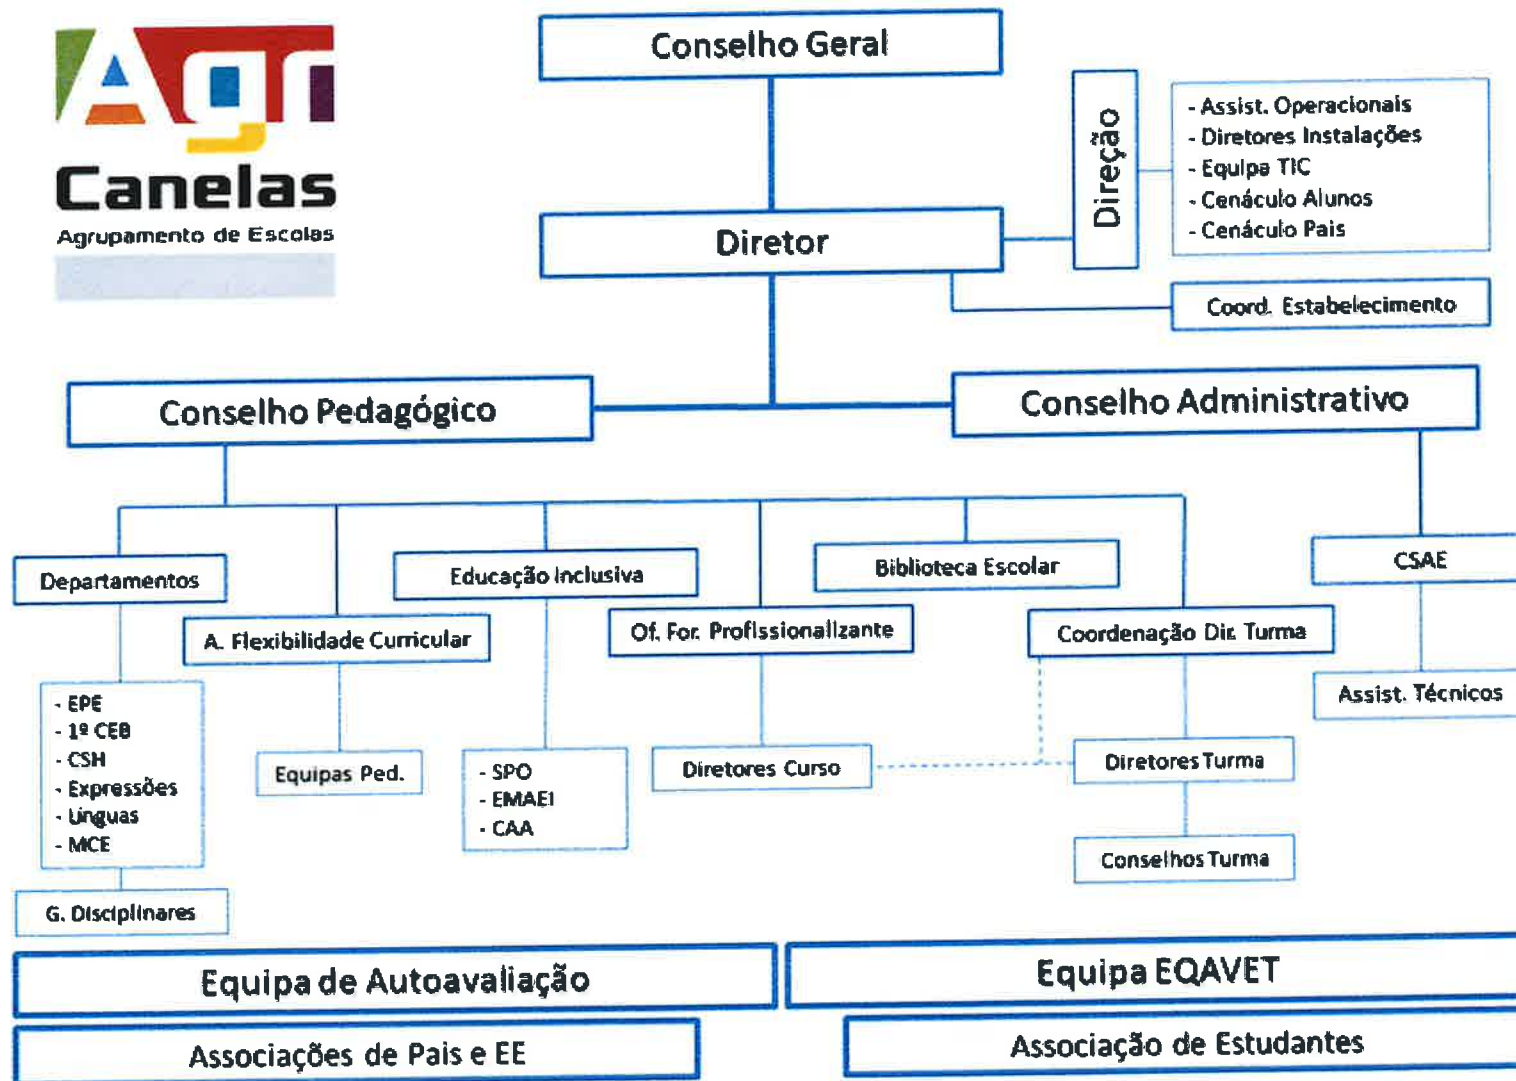 Agr
Canelas
Agrupamento de Escolas
Conselho Geral
Direção
- Assist. Operacionais
- Diretores Instalações
- Equipa TIC
- Cenáculo Alunos
- Cenáculo Pais
Diretor
Coord. Estabelecimento
Conselho Pedagógico
Conselho Administrativo
Departamentos
Educação Inclusiva
Biblioteca Escolar
CSAE
A. Flexibilidade Curricular
Of. For. Profissionalizante
Coordenação Dir. Turma
Assist. Técnicos
- EPE
- 1º CEB
- CSH
- Expressões
- Línguas
- MCE
Equipas Ped.
- SPO
- EMAEI
- CAA
Diretores Curso
Diretores Turma
Conselhos Turma
G. Disciplinares
Equipa de Autoavaliação
Equipa EQAVET
Associações de Pais e EE
Associação de Estudantes